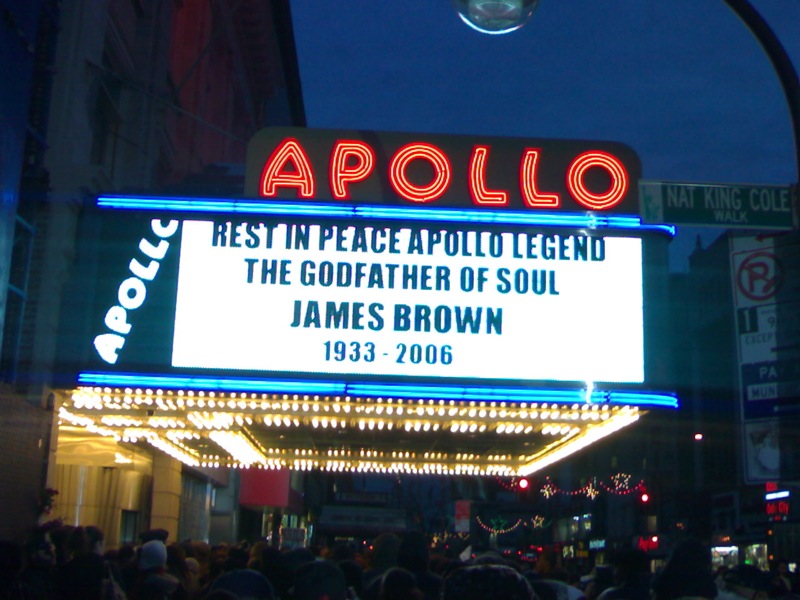 APOLLO
NAT KING COLE
WALK
APOLLO
REST IN PEACE APOLLO LEGEND
THE GODFATHER OF SOUL
JAMES BROWN
1933 - 2006
P
1